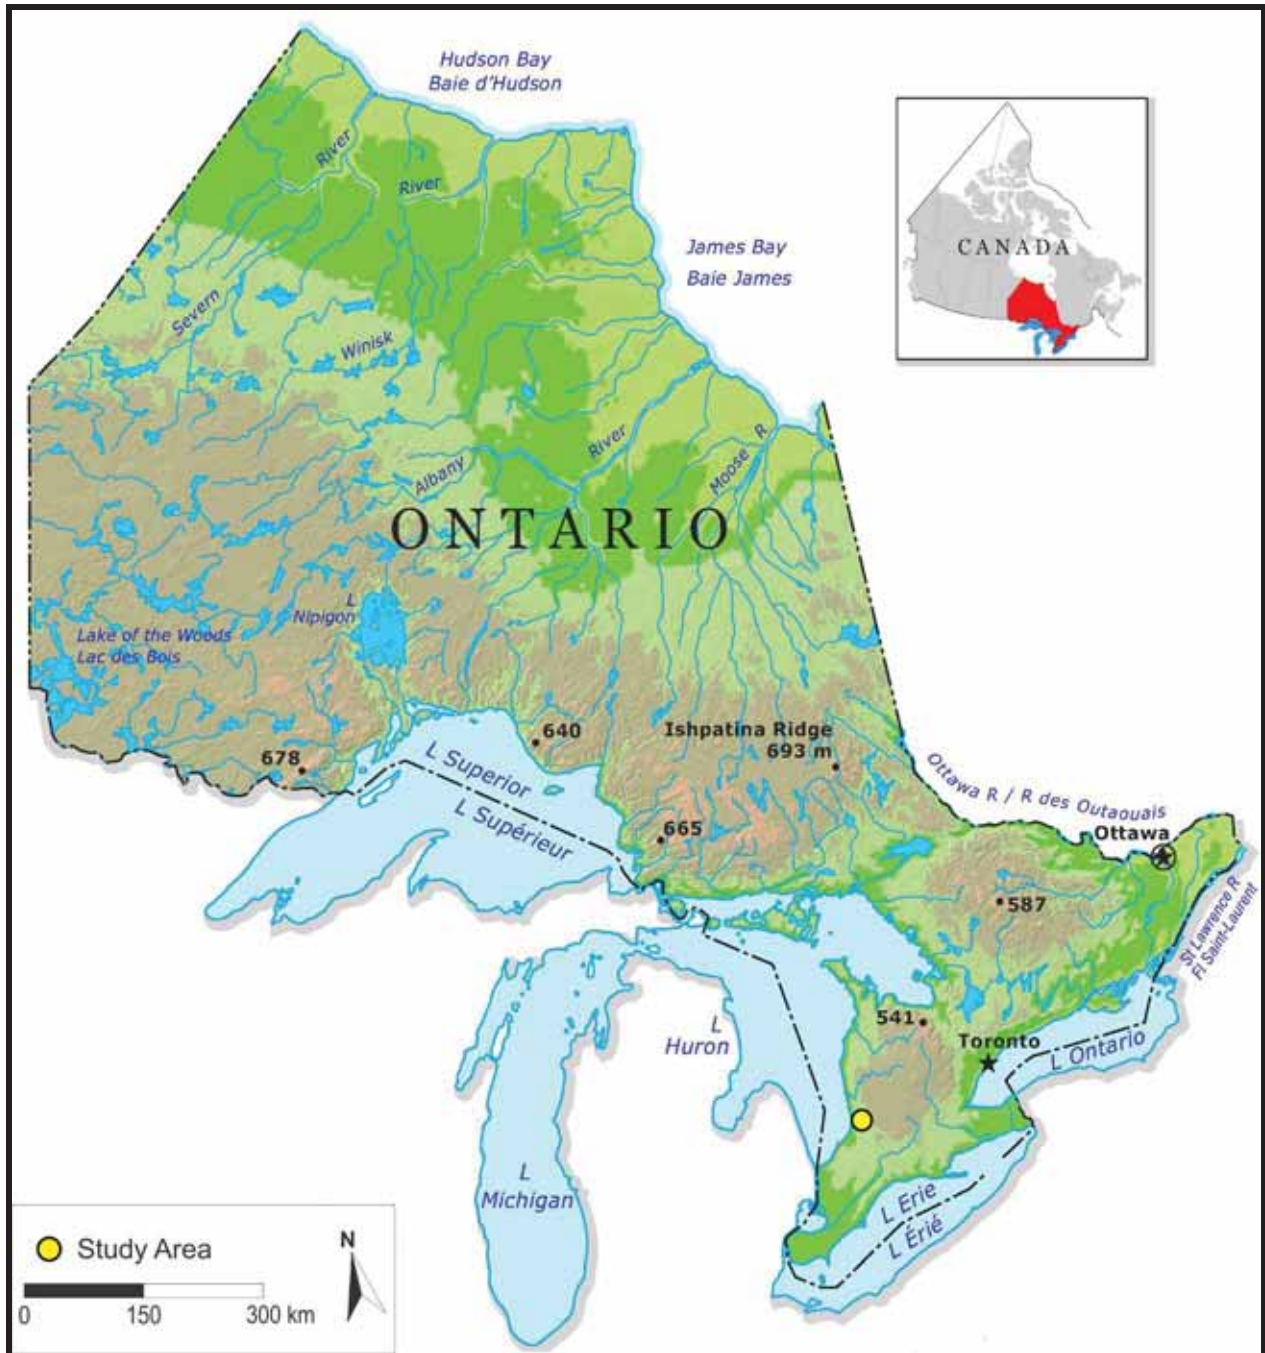 Hudson Bay
Baie d'Hudson
River
River
CANADA
James Bay
Baie James
Severn
Winisk
River
Moose R
Albany
ONTARIO
L
Nipigon
Lake of the Woods
Lac des Bois
640
Ishpatina Ridge
693 m
678
L Superior
L Supérieur
Ottawa R / R des Outaouais
665
Ottawa
587
St Lawrence R
Fl Saint-Laurent
541
L
Huron
Toronto
L Ontario
L
Michigan
L Erie
L Érié
Study Area
N
0 150 300 km